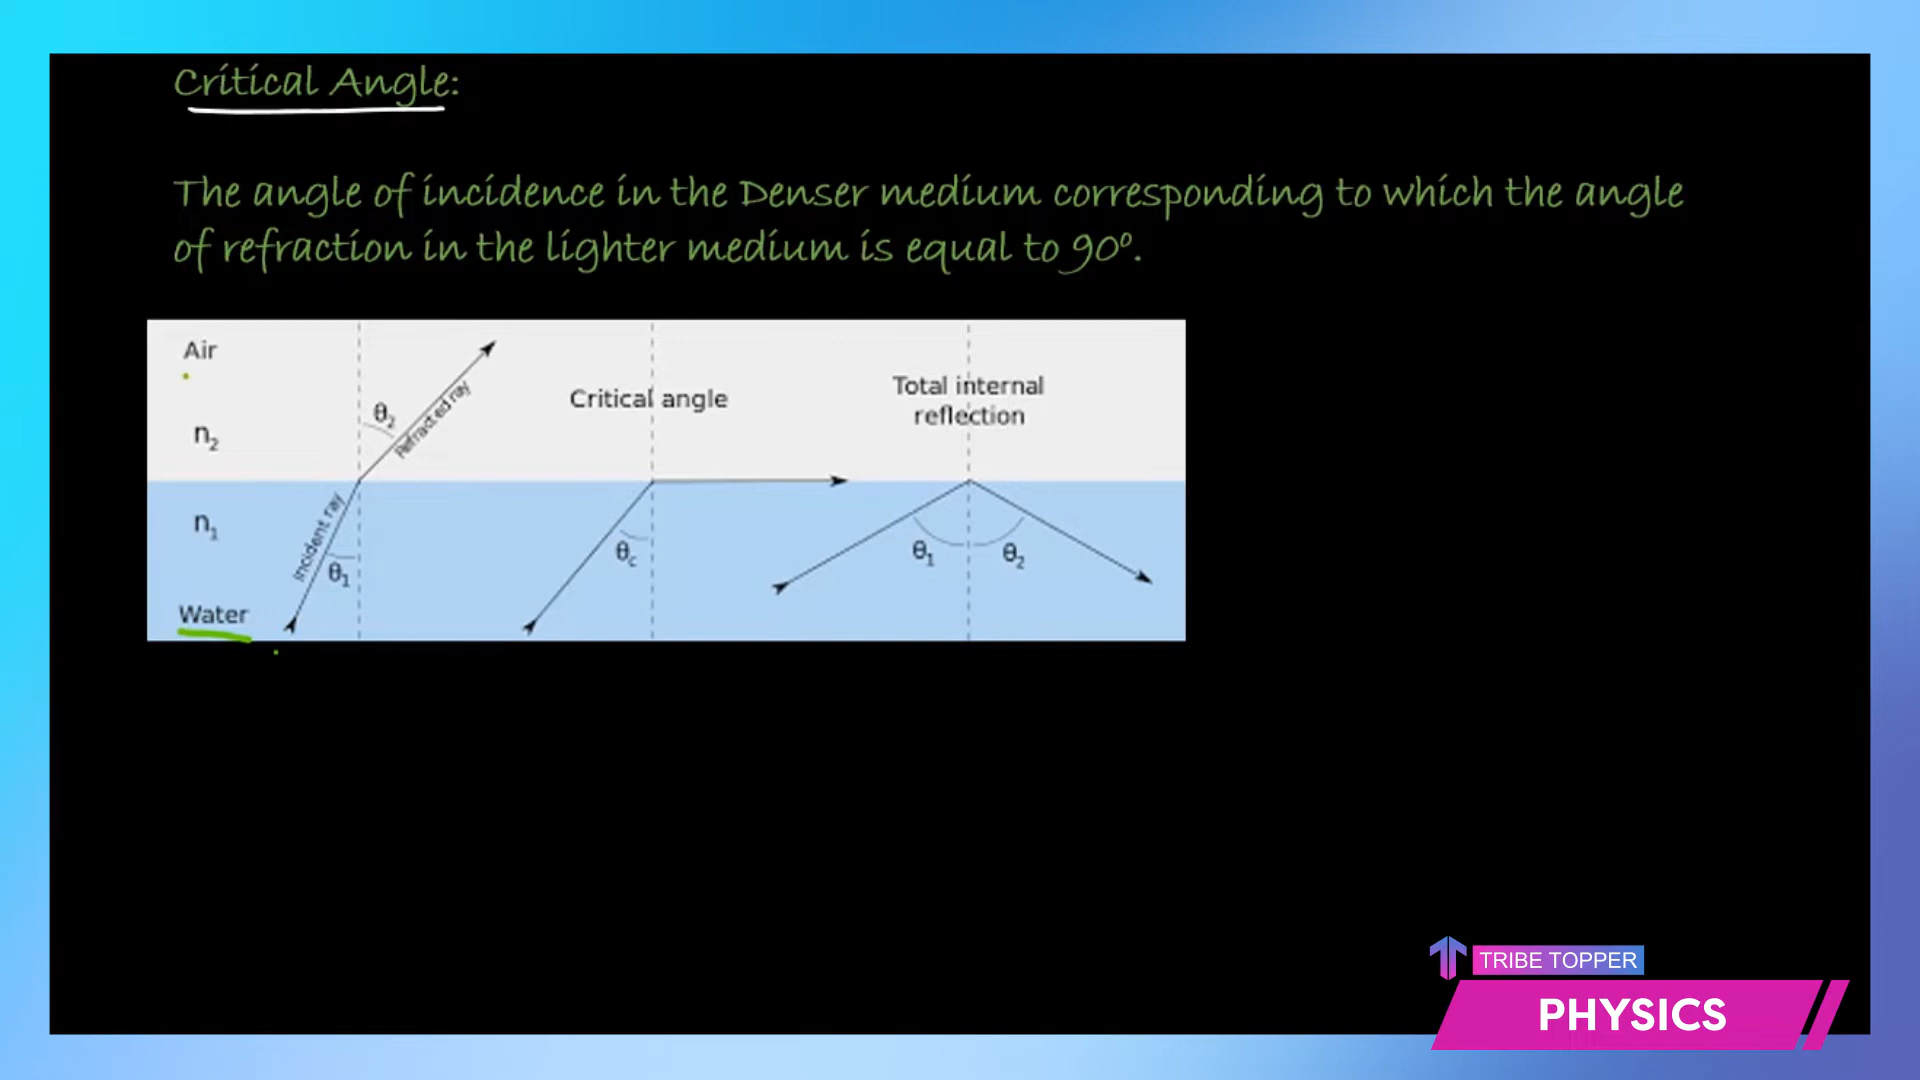 Critical Angle:
The angle of incidence in the Denser medium corresponding to which the angle
of refraction in the lighter medium is equal to 90º.
Air
n₂
θ₂
Refracted ray
Critical angle
Total internal
reflection
n₁
Incident ray
θ₁
θc
θ₁
θ₂
Water
TRIBE TOPPER
PHYSICS